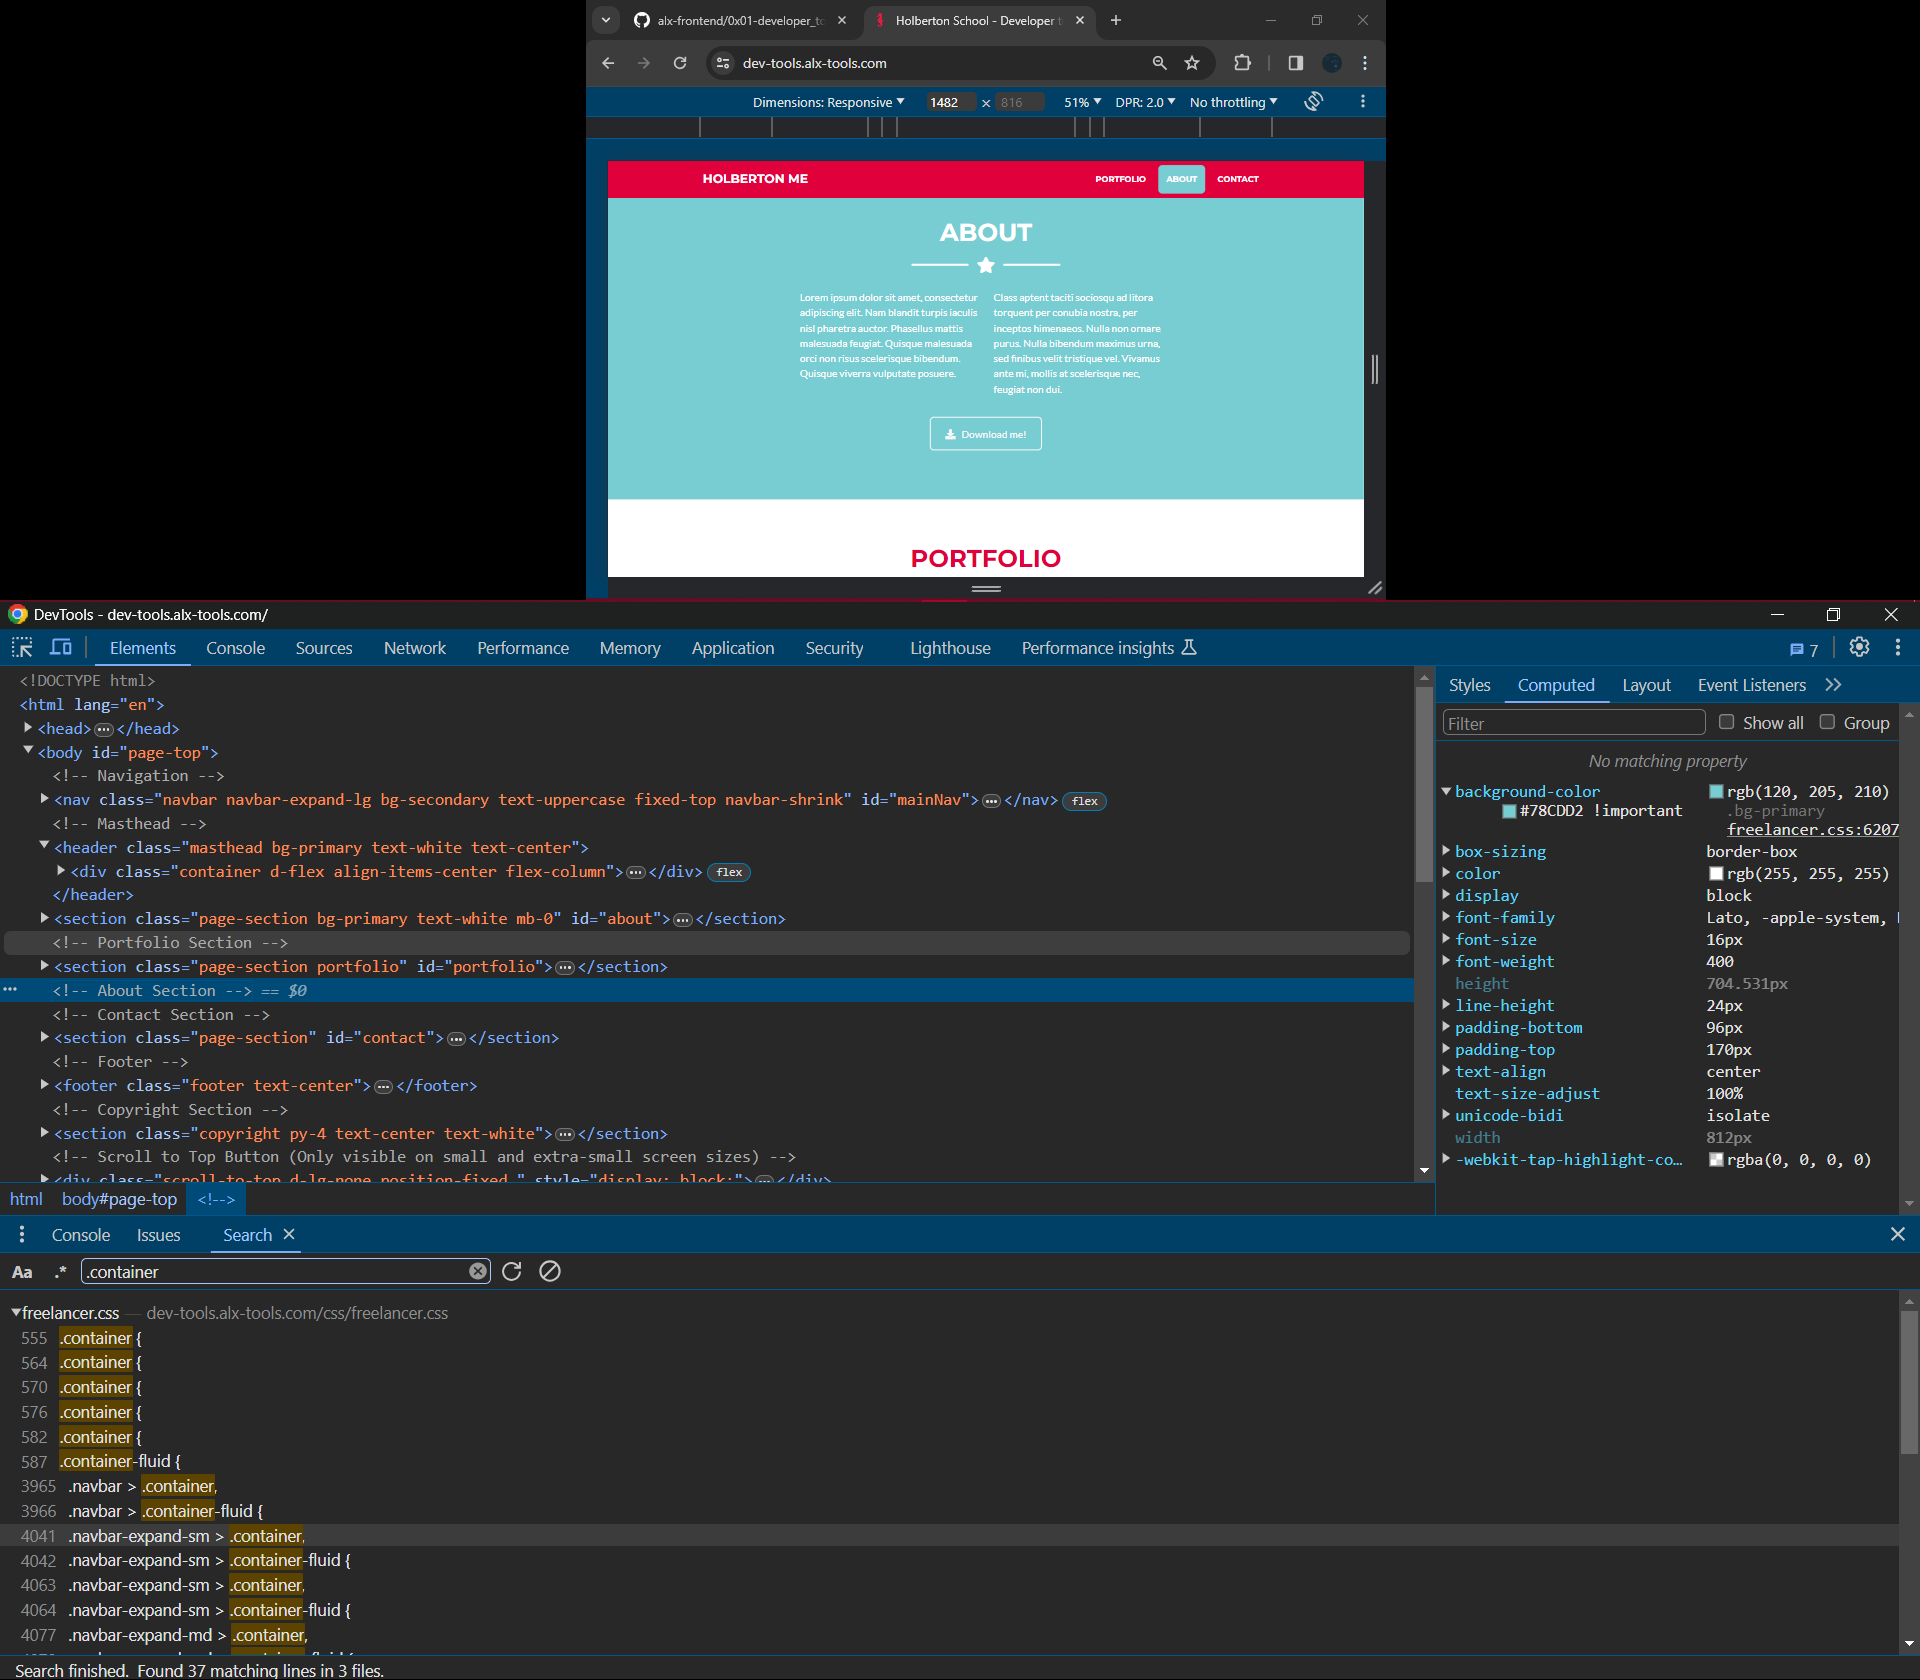 alx-frontend/0x01-developer_to
Holberton School - Developer t
dev-tools.alx-tools.com
Dimensions: Responsive
1482
×
816
51%
DPR: 2.0
No throttling
HOLBERTON ME
PORTFOLIO
ABOUT
CONTACT
ABOUT
Lorem ipsum dolor sit amet, consectetur
adipiscing elit. Nam blandit turpis iaculis
nisl pharetra auctor. Phasellus mattis
malesuada feugiat. Quisque malesuada
orci non risus scelerisque bibendum.
Quisque viverra vulputate posuere.
Class aptent taciti sociosqu ad litora
torquent per conubia nostra, per
inceptos himenaeos. Nulla non ornare
purus. Nulla bibendum maximus urna,
sed finibus velit tristique vel. Vivamus
ante mi, mollis at scelerisque nec,
feugiat non dui.
Download me!
PORTFOLIO
DevTools - dev-tools.alx-tools.com/
Elements
Console
Sources
Network
Performance
Memory
Application
Security
Lighthouse
Performance insights
7
<!DOCTYPE html>
<html lang="en">
<head>…</head>
<body id="page-top">
<!-- Navigation -->
<nav class="navbar navbar-expand-lg bg-secondary text-uppercase fixed-top navbar-shrink" id="mainNav">…</nav> flex
<!-- Masthead -->
<header class="masthead bg-primary text-white text-center">
<div class="container d-flex align-items-center flex-column">…</div> flex
</header>
<section class="page-section bg-primary text-white mb-0" id="about">…</section>
<!-- Portfolio Section -->
<section class="page-section portfolio" id="portfolio">…</section>
<!-- About Section --> == $0
<!-- Contact Section -->
<section class="page-section" id="contact">…</section>
<!-- Footer -->
<footer class="footer text-center">…</footer>
<!-- Copyright Section -->
<section class="copyright py-4 text-center text-white">…</section>
<!-- Scroll to Top Button (Only visible on small and extra-small screen sizes) -->
<div class="scroll-to-top d-lg-none position-fixed " style="display: block;">…</div>
html
body#page-top
<!-->
Styles
Computed
Layout
Event Listeners
Filter
Show all
Group
No matching property
background-color
rgb(120, 205, 210)
#78CDD2 !important
.bg-primary
freelancer.css:6207
box-sizing
border-box
color
rgb(255, 255, 255)
display
block
font-family
Lato, -apple-system,
font-size
16px
font-weight
400
height
704.531px
line-height
24px
padding-bottom
96px
padding-top
170px
text-align
center
text-size-adjust
100%
unicode-bidi
isolate
width
812px
-webkit-tap-highlight-co…
rgba(0, 0, 0, 0)
Console
Issues
Search
Aa
.*
.container
freelancer.css — dev-tools.alx-tools.com/css/freelancer.css
555 .container {
564 .container {
570 .container {
576 .container {
582 .container {
587 .container-fluid {
3965 .navbar > .container,
3966 .navbar > .container-fluid {
4041 .navbar-expand-sm > .container,
4042 .navbar-expand-sm > .container-fluid {
4063 .navbar-expand-sm > .container,
4064 .navbar-expand-sm > .container-fluid {
4077 .navbar-expand-md > .container,
Search finished. Found 37 matching lines in 3 files.